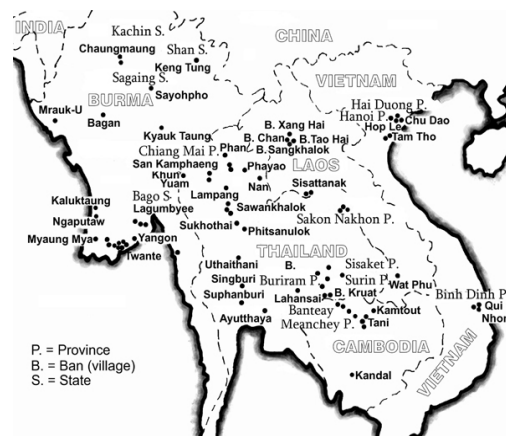 INDIA
Kachin S.
Chaungmaung
Shan S.
CHINA
Keng Tung
Sagaing S.
Sayohpho
VIETNAM
BURMA
Mrauk-U
Bagan
Hai Duong P.
Hanoi P.
Chu Dao
Hop Le
Tam Tho
Kyauk Taung
B. Xang Hai
B. Chan
B. Tao Hai
B. Sangkhalok
Chiang Mai P.
Phan
San Kamphaeng
Phayao
LAOS
Khun
Yuam
Nan
Sisattanak
Lampang
Kaluktaung
Bago S.
Lagumbyee
Sawankhalok
Sakon Nakhon P.
Ngaputaw
Sukhothai
Phitsanulok
Myaung Mya
Yangon
Twante
THAILAND
Uthaithani
B.
Sisaket P.
Singburi
Buriram P.
Surin P.
Wat Phu
Suphanburi
Lahansai
B. Kruat
Binh Dinh P.
Banteay
Kamtout
Qui
Nhon
Ayutthaya
Meanchey P.
Tani
CAMBODIA
VIETNAM
Kandal
P. = Province
B. = Ban (village)
S. = State